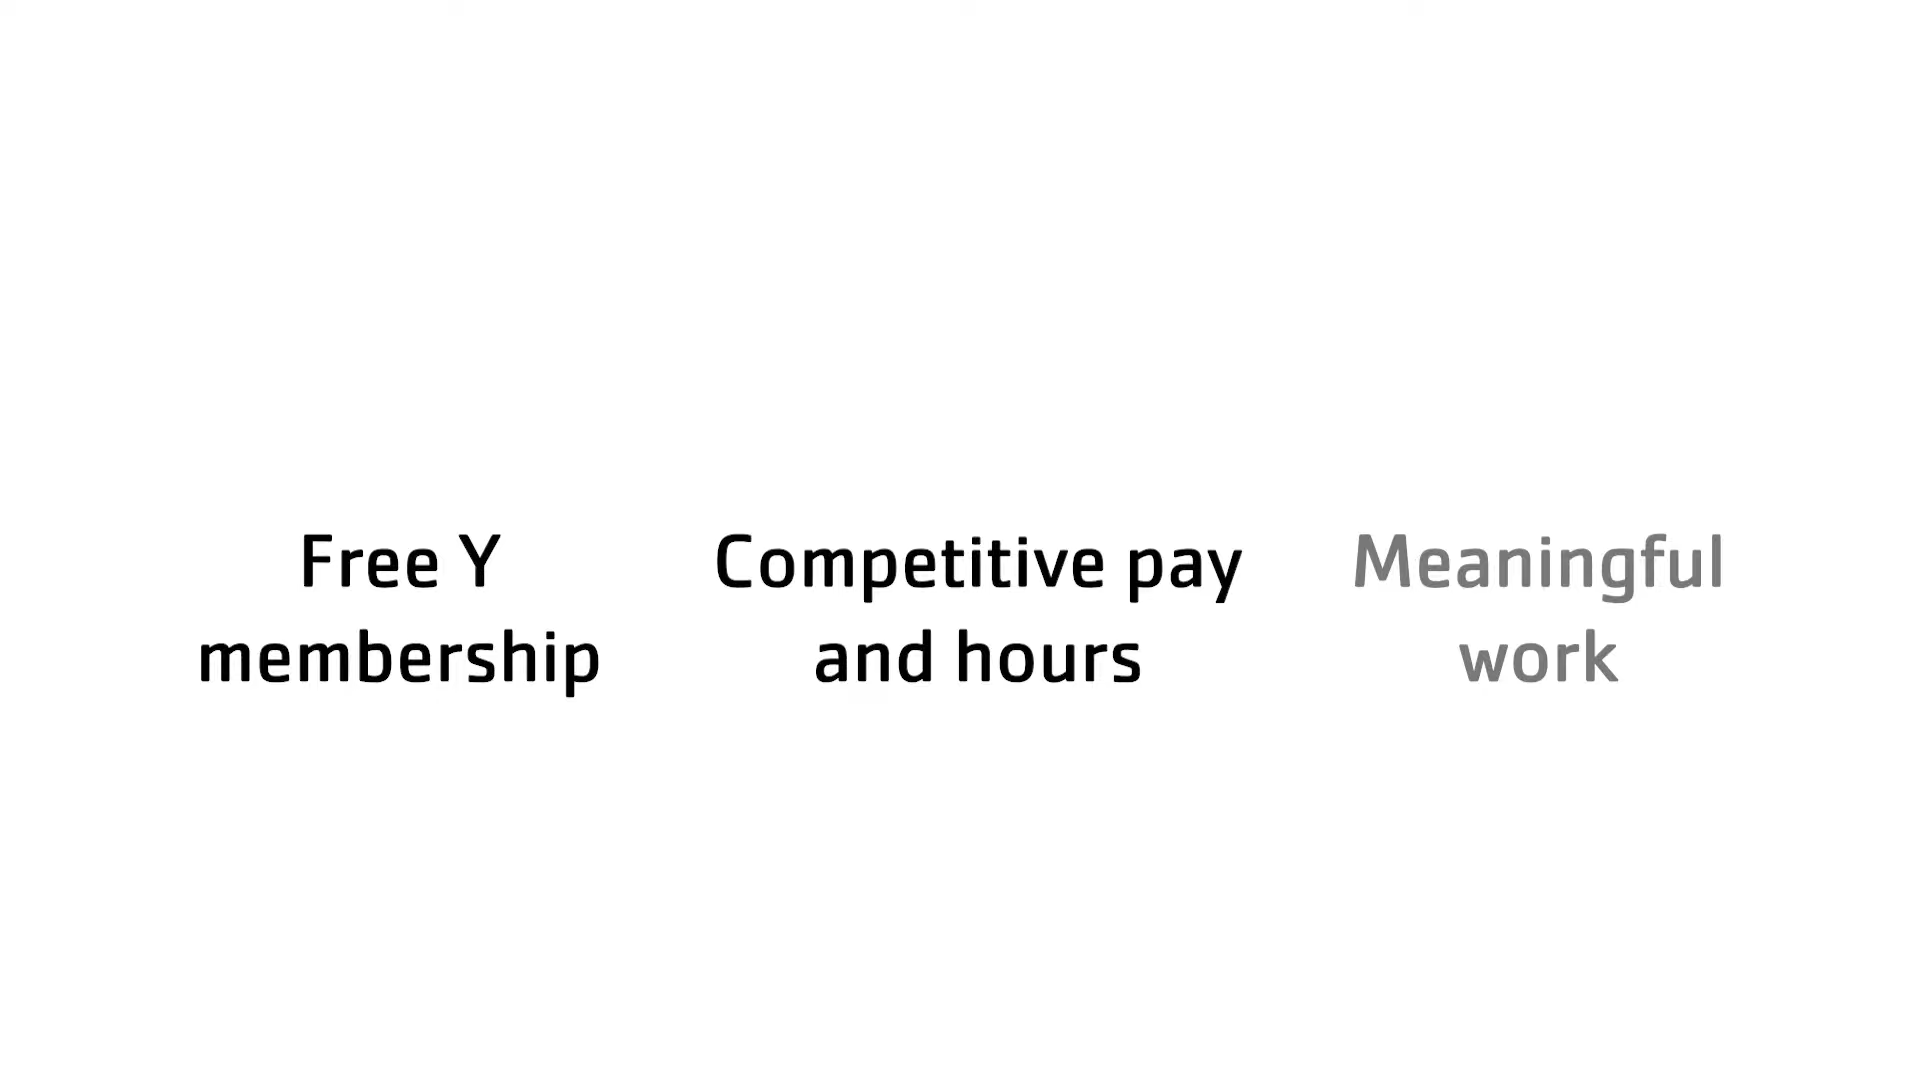 Free Y
membership
Competitive pay
and hours
Meaningful
work